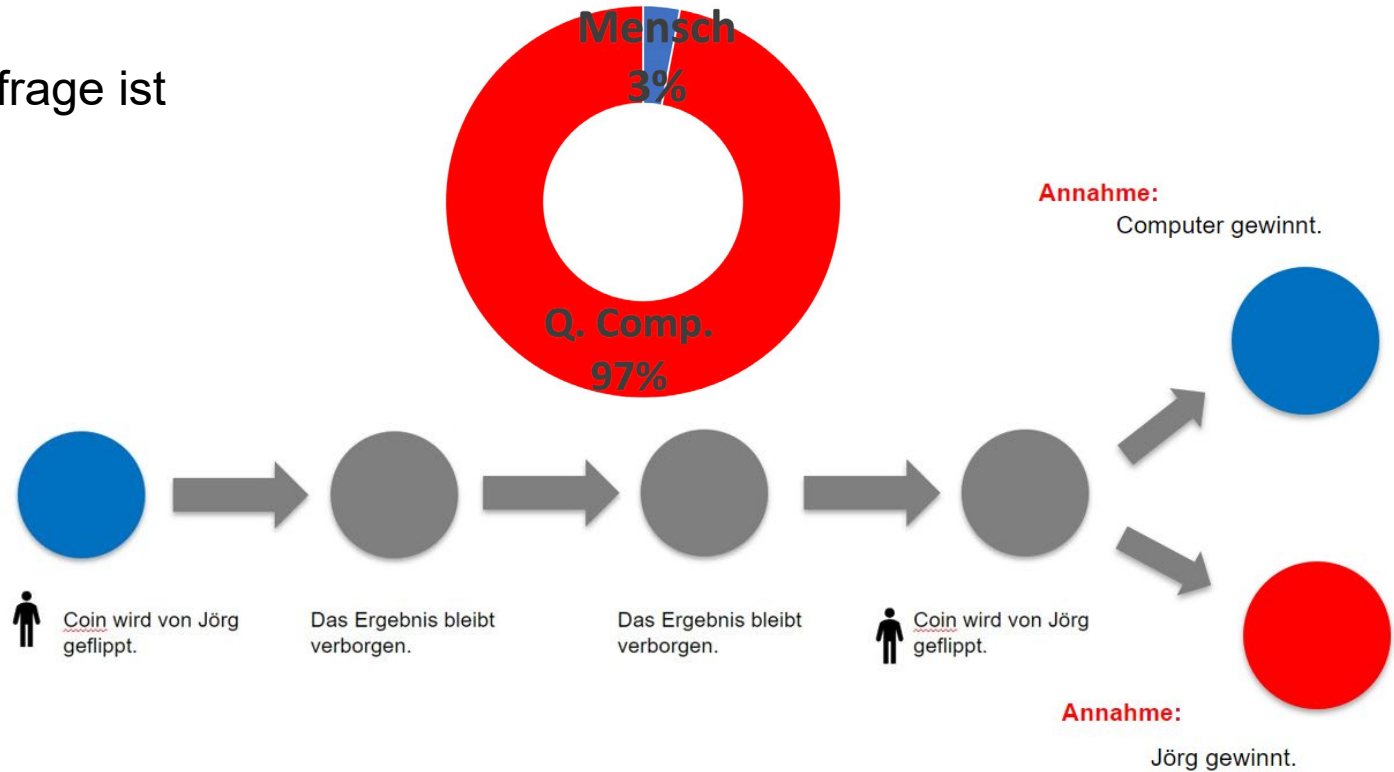 frage ist
Mensch
3%
Q. Comp.
97%
Annahme:
Computer gewinnt.
Coin wird von Jörg
geflippt.
Das Ergebnis bleibt
verborgen.
Das Ergebnis bleibt
verborgen.
Coin wird von Jörg
geflippt.
Annahme:
Jörg gewinnt.